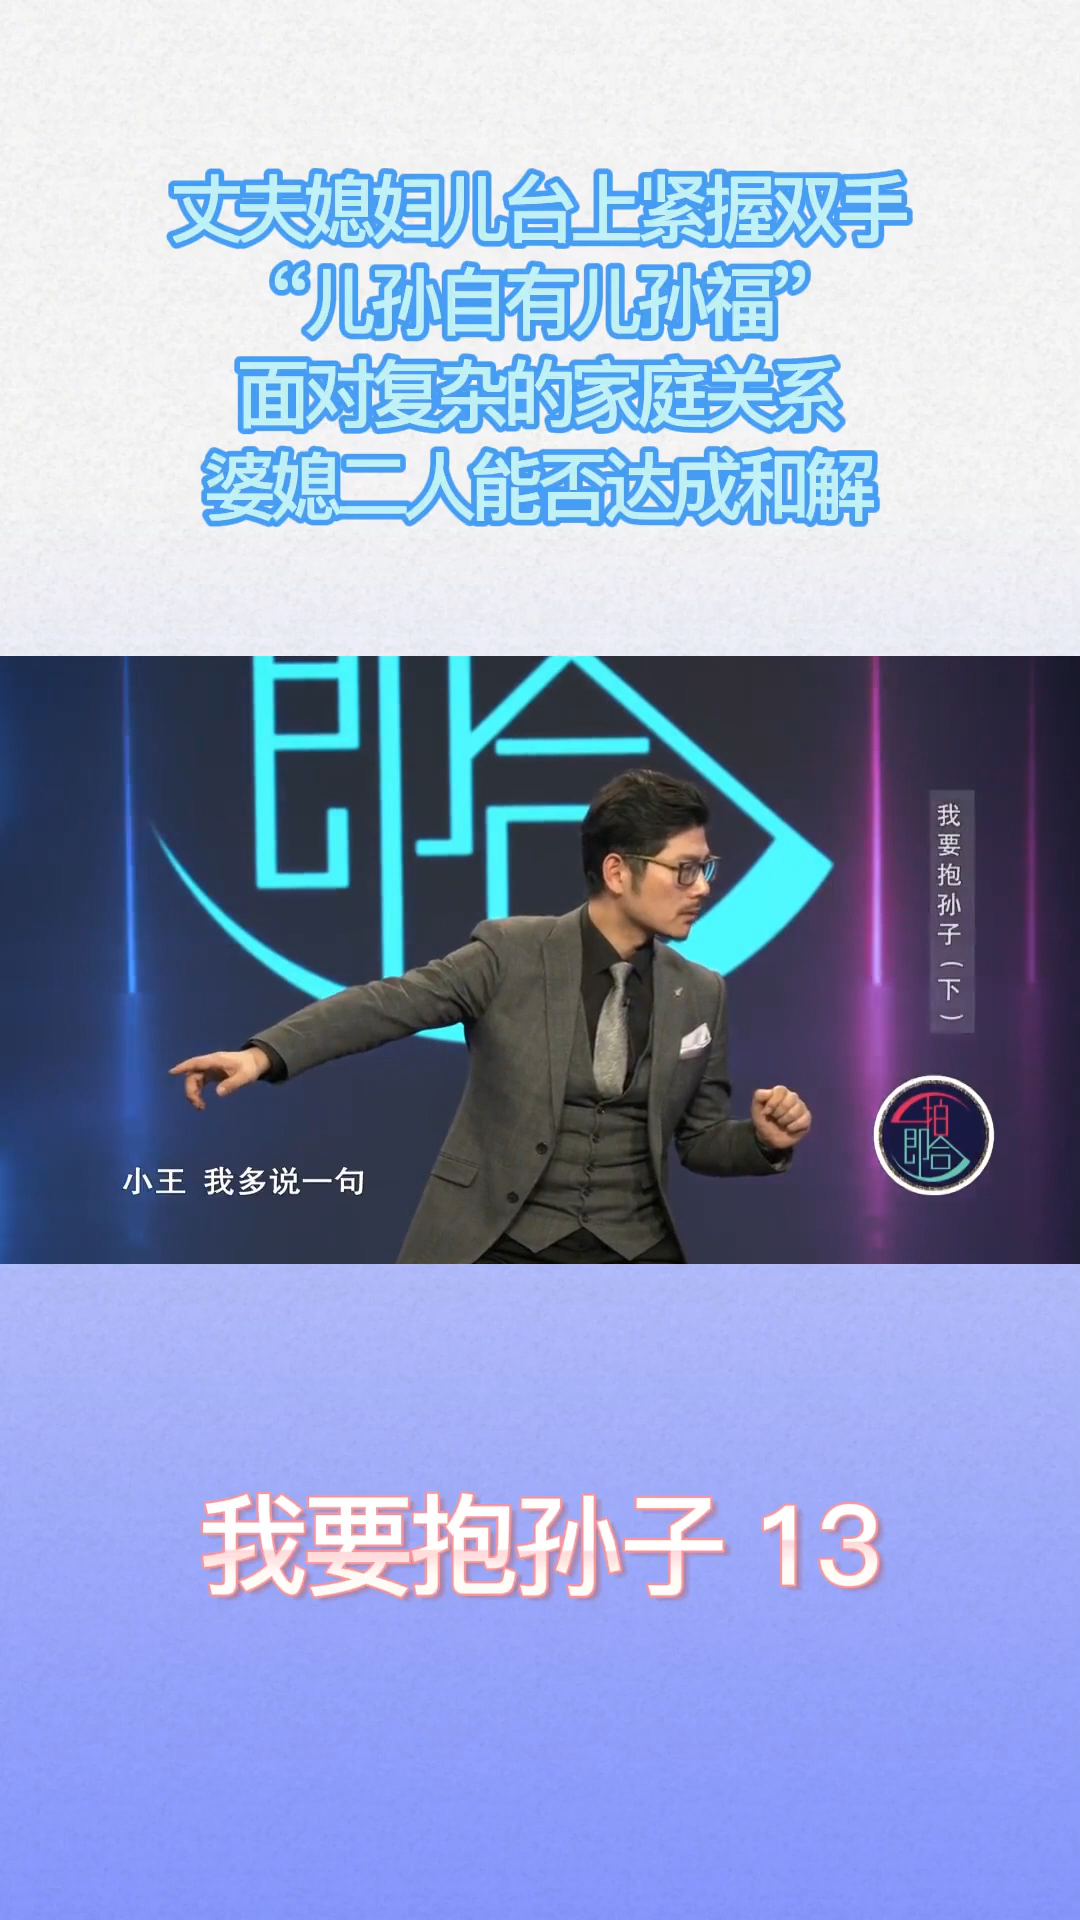 丈夫媳妇儿台上紧握双手
“儿孙自有儿孙福”
面对复杂的家庭关系
婆媳二人能否达成和解
即合
我要抱孙子（下）
一拍
即合
小王 我多说一句
我要抱孙子 13